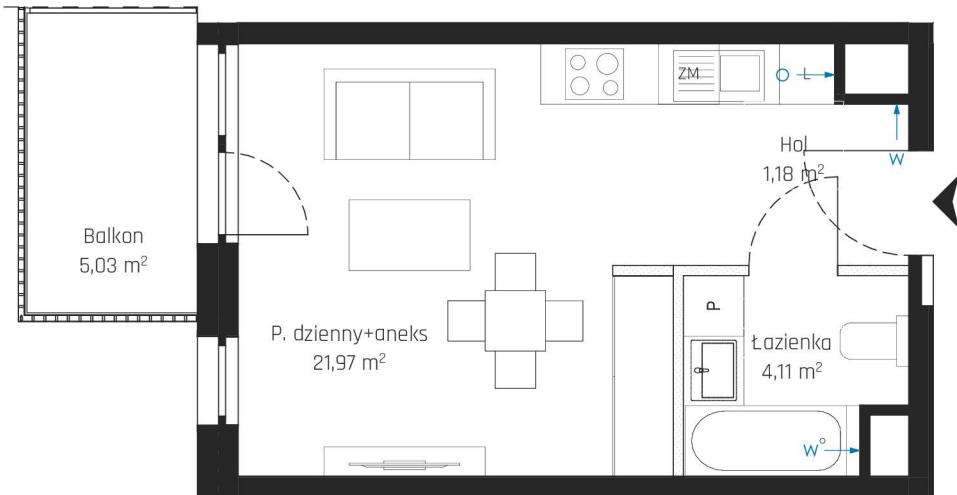 ZM
O
L
W
Hol
1,18 m²
Balkon
5,03 m²
P
P. dzienny+aneks
21,97 m²
Łazienka
4,11 m²
W